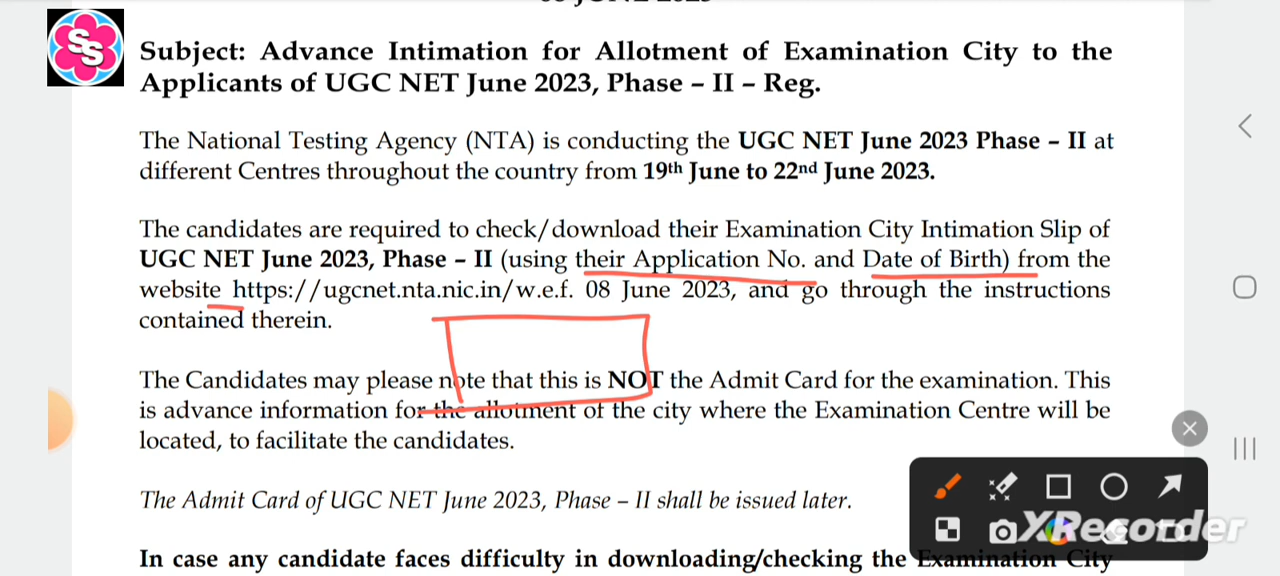 SS
Subject: Advance Intimation for Allotment of Examination City to the
Applicants of UGC NET June 2023, Phase – II – Reg.
The National Testing Agency (NTA) is conducting the UGC NET June 2023 Phase – II at
different Centres throughout the country from 19th June to 22nd June 2023.
The candidates are required to check/download their Examination City Intimation Slip of
UGC NET June 2023, Phase – II (using their Application No. and Date of Birth) from the
website https://ugcnet.nta.nic.in/w.e.f. 08 June 2023, and go through the instructions
contained therein.
The Candidates may please note that this is NOT the Admit Card for the examination. This
is advance information for the allotment of the city where the Examination Centre will be
located, to facilitate the candidates.
The Admit Card of UGC NET June 2023, Phase – II shall be issued later.
XRecorder
In case any candidate faces difficulty in downloading/checking the Examination City